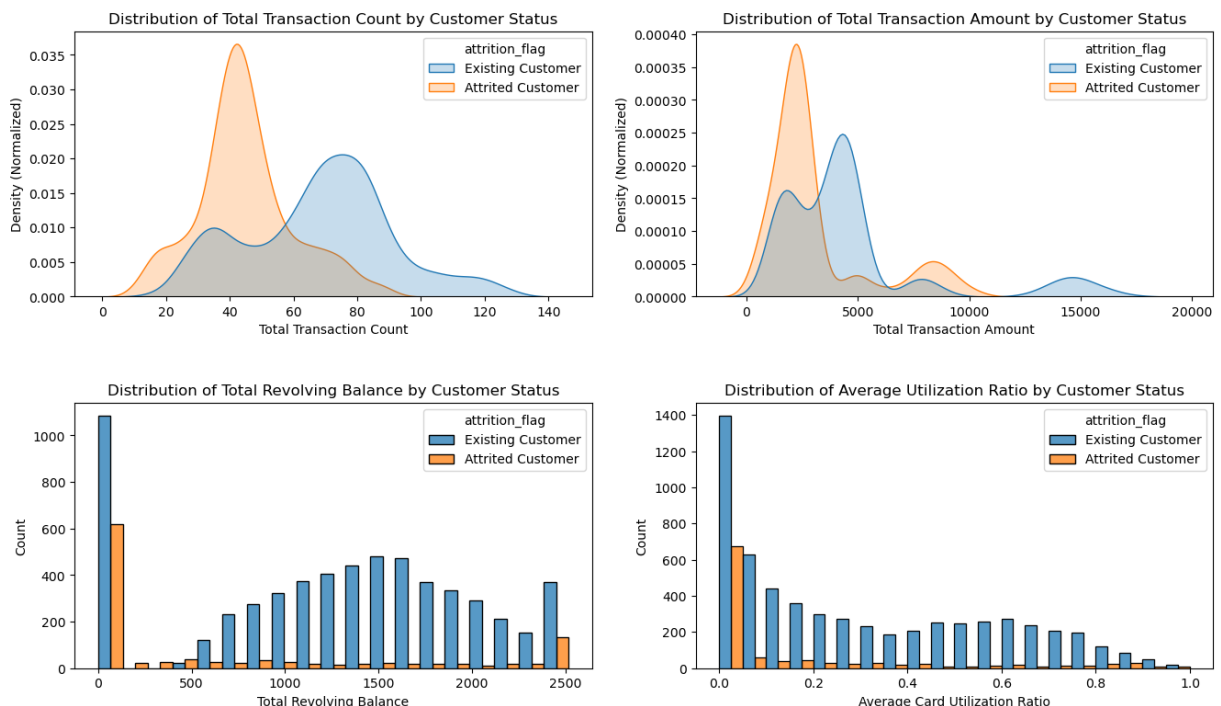 Distribution of Total Transaction Count by Customer Status
attrition_flag
Existing Customer
Attrited Customer
Density (Normalized)
0.035
0.030
0.025
0.020
0.015
0.010
0.005
0.000
0 20 40 60 80 100 120 140
Total Transaction Count
Distribution of Total Transaction Amount by Customer Status
attrition_flag
Existing Customer
Attrited Customer
Density (Normalized)
0.00040
0.00035
0.00030
0.00025
0.00020
0.00015
0.00010
0.00005
0.00000
0 5000 10000 15000 20000
Total Transaction Amount
Distribution of Total Revolving Balance by Customer Status
attrition_flag
Existing Customer
Attrited Customer
Count
1000
800
600
400
200
0
0 500 1000 1500 2000 2500
Total Revolving Balance
Distribution of Average Utilization Ratio by Customer Status
attrition_flag
Existing Customer
Attrited Customer
Count
1400
1200
1000
800
600
400
200
0
0.0 0.2 0.4 0.6 0.8 1.0
Average Card Utilization Ratio